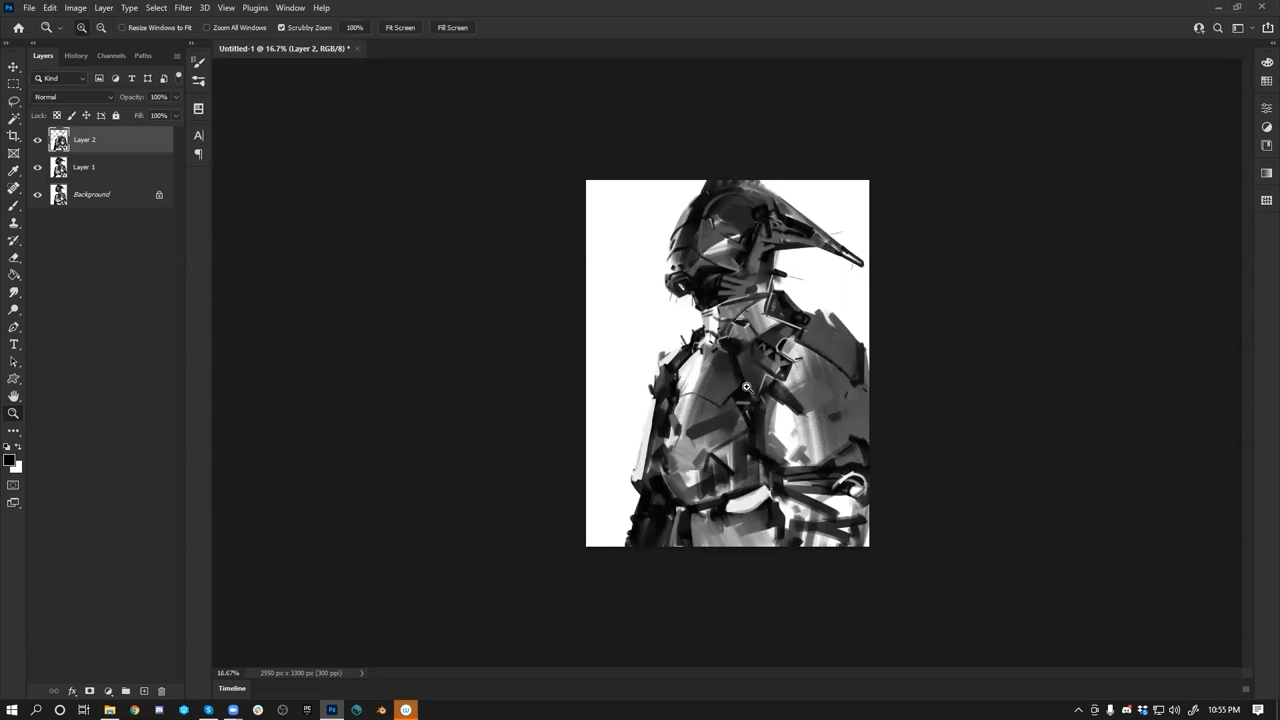 Ps File Edit Image Layer Type Select Filter 3D View Plugins Window Help
Resize Windows to Fit Zoom All Windows Scrubby Zoom 100% Fit Screen Fill Screen
Layers History Channels Paths
Untitled-1 @ 16.7% (Layer 2, RGB/8) *
Kind
Normal Opacity: 100%
Lock: Fill: 100%
Layer 2
Layer 1
Background
16.67% 2550 px x 3300 px (300 ppi)
Timeline
Ps 10:55 PM